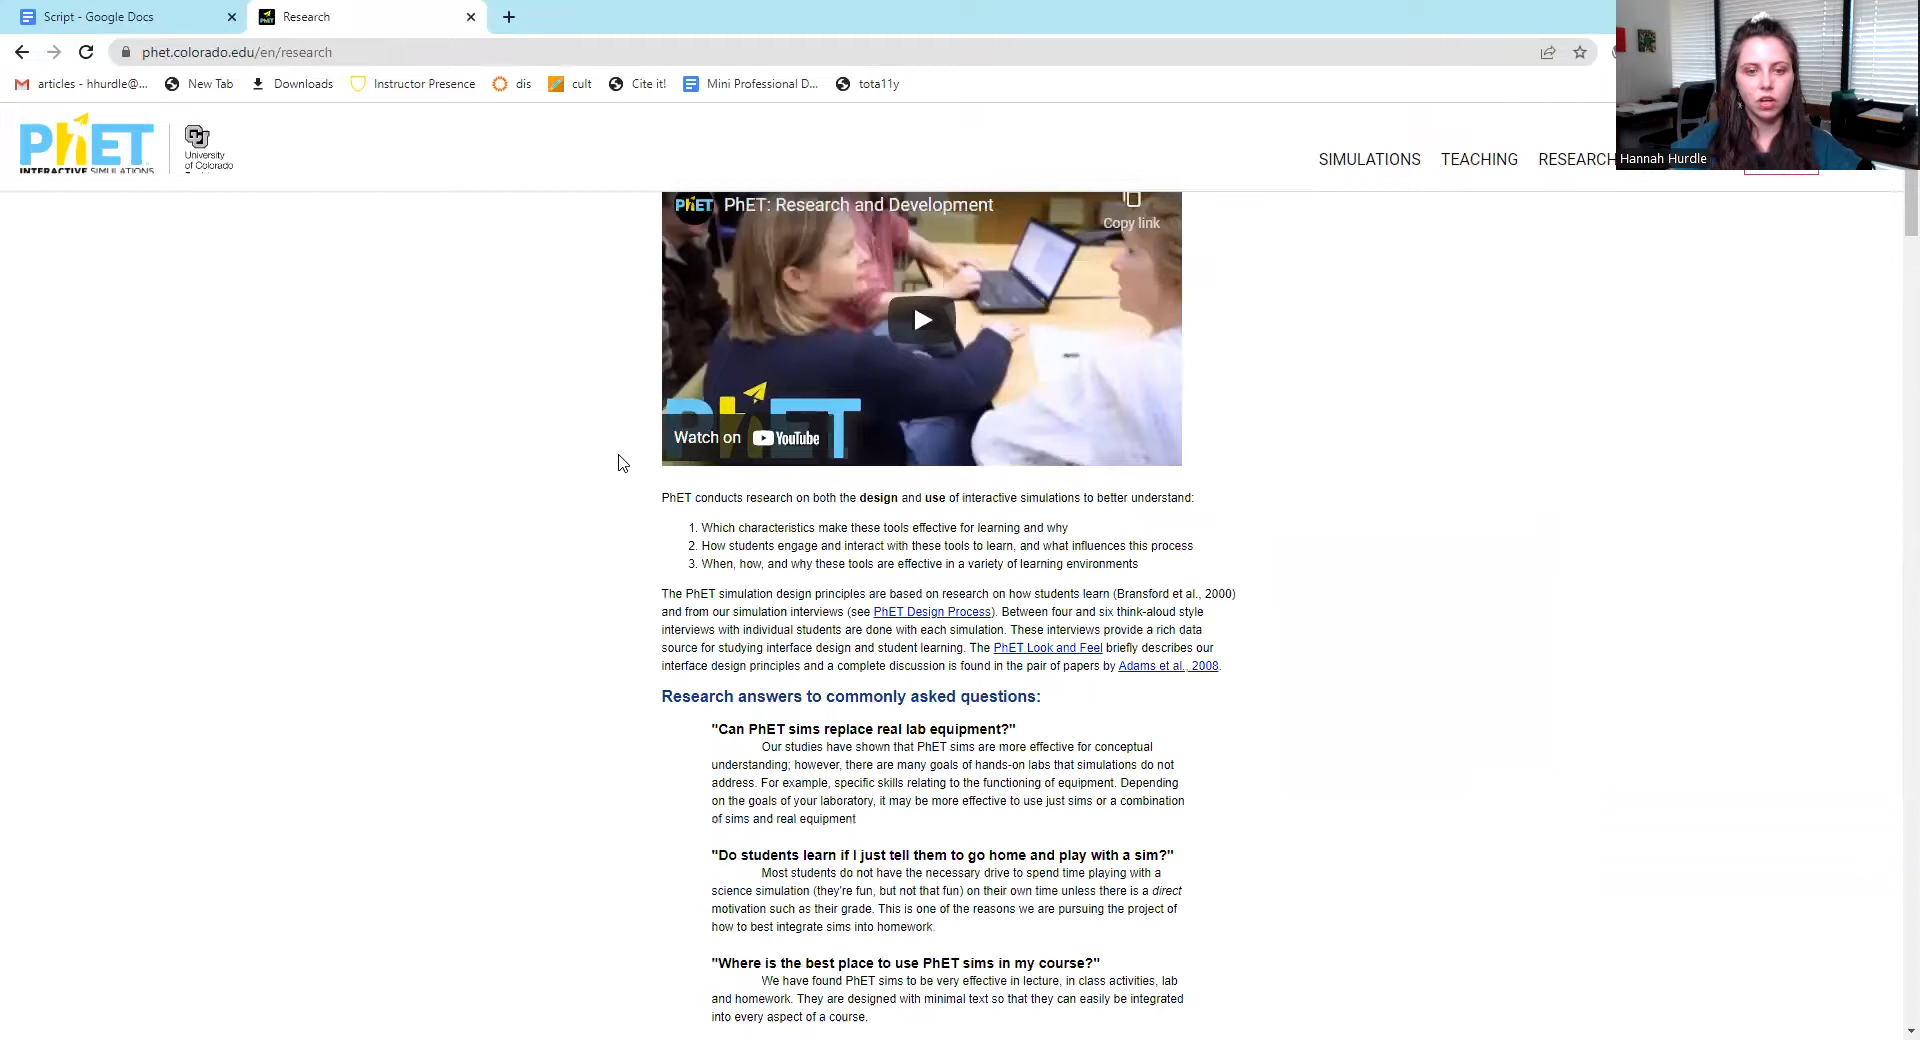 Script - Google Docs
Research
phet.colorado.edu/en/research
articles - hhurdle@...
New Tab
Downloads
Instructor Presence
dis
cult
Cite it!
Mini Professional D...
tota11y
PhET
INTERACTIVE SIMULATIONS
CU
University
of Colorado
SIMULATIONS
TEACHING
RESEARCH
Hannah Hurdle
PhET
PhET: Research and Development
Copy link
PhET
Watch on YouTube
PhET conducts research on both the design and use of interactive simulations to better understand:
1. Which characteristics make these tools effective for learning and why
2. How students engage and interact with these tools to learn, and what influences this process
3. When, how, and why these tools are effective in a variety of learning environments
The PhET simulation design principles are based on research on how students learn (Bransford et al., 2000)
and from our simulation interviews (see PhET Design Process). Between four and six think-aloud style
interviews with individual students are done with each simulation. These interviews provide a rich data
source for studying interface design and student learning. The PhET Look and Feel briefly describes our
interface design principles and a complete discussion is found in the pair of papers by Adams et al., 2008.
Research answers to commonly asked questions:
"Can PhET sims replace real lab equipment?"
Our studies have shown that PhET sims are more effective for conceptual
understanding; however, there are many goals of hands-on labs that simulations do not
address. For example, specific skills relating to the functioning of equipment. Depending
on the goals of your laboratory, it may be more effective to use just sims or a combination
of sims and real equipment
"Do students learn if I just tell them to go home and play with a sim?"
Most students do not have the necessary drive to spend time playing with a
science simulation (they're fun, but not that fun) on their own time unless there is a direct
motivation such as their grade. This is one of the reasons we are pursuing the project of
how to best integrate sims into homework.
"Where is the best place to use PhET sims in my course?"
We have found PhET sims to be very effective in lecture, in class activities, lab
and homework. They are designed with minimal text so that they can easily be integrated
into every aspect of a course.